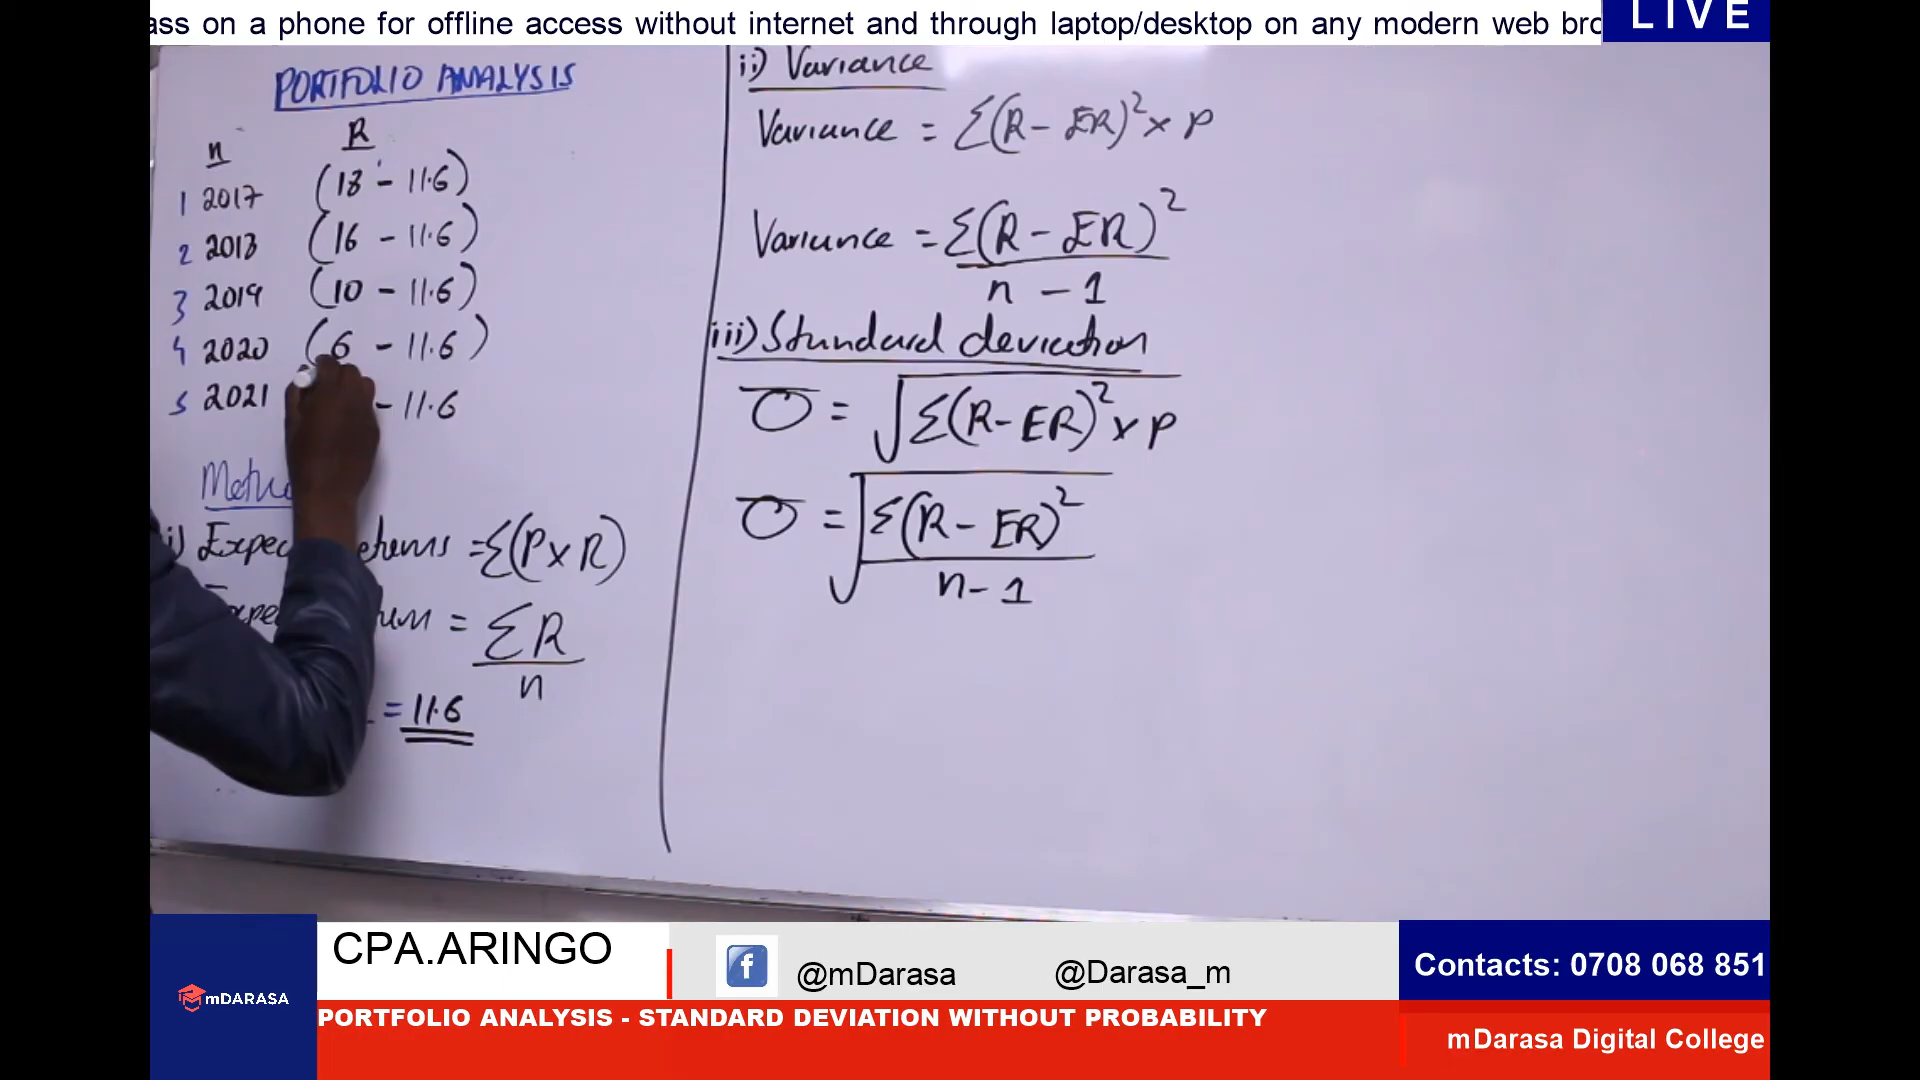 ass on a phone for offline access without internet and through laptop/desktop on any modern web bro
LIVE
PORTFOLIO ANALYSIS
n R
1 2017 (18 - 11.6)
2 2018 (16 - 11.6)
3 2019 (10 - 11.6)
4 2020 (6 - 11.6)
5 2021 - 11.6
i) = Σ(P x R)
= ΣR
n
= 11.6
ii) Variance
Variance = Σ(R - ER)² x P
Variance = Σ(R - ER)²
n - 1
iii) Standard deviation
σ = √Σ(R - ER)² x P
σ = √Σ(R - ER)²
n - 1
CPA.ARINGO
f @mDarasa @Darasa_m
Contacts: 0708 068 851
mDARASA
PORTFOLIO ANALYSIS - STANDARD DEVIATION WITHOUT PROBABILITY
mDarasa Digital College